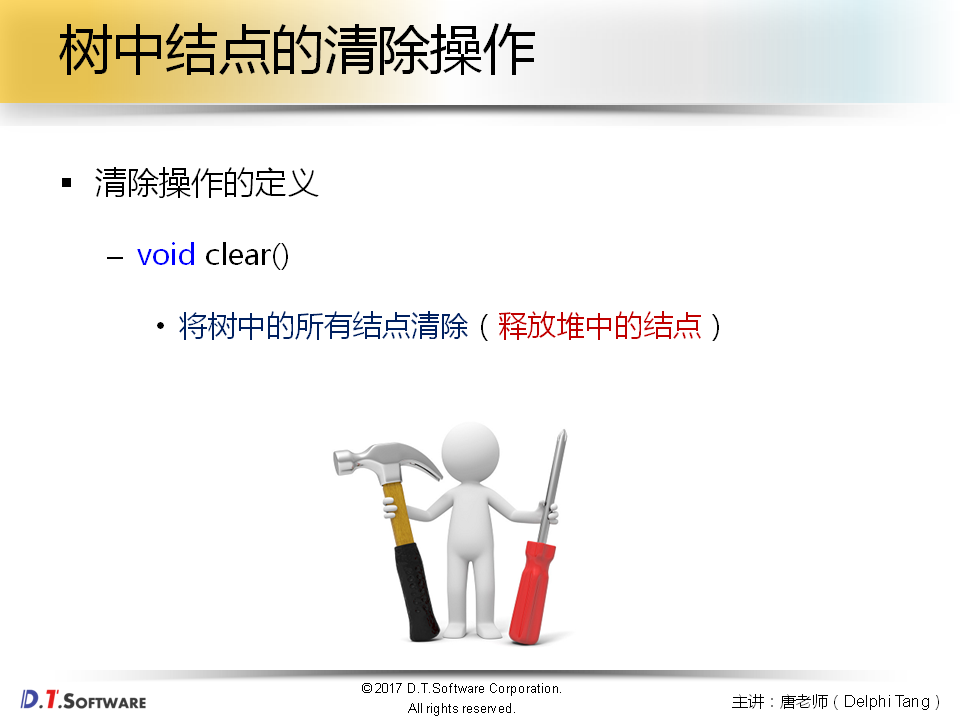 树中结点的清除操作
▪ 清除操作的定义
– void clear()
• 将树中的所有结点清除（释放堆中的结点）
D.T.SOFTWARE
©2017 D.T.Software Corporation.
All rights reserved.
主讲：唐老师（Delphi Tang）